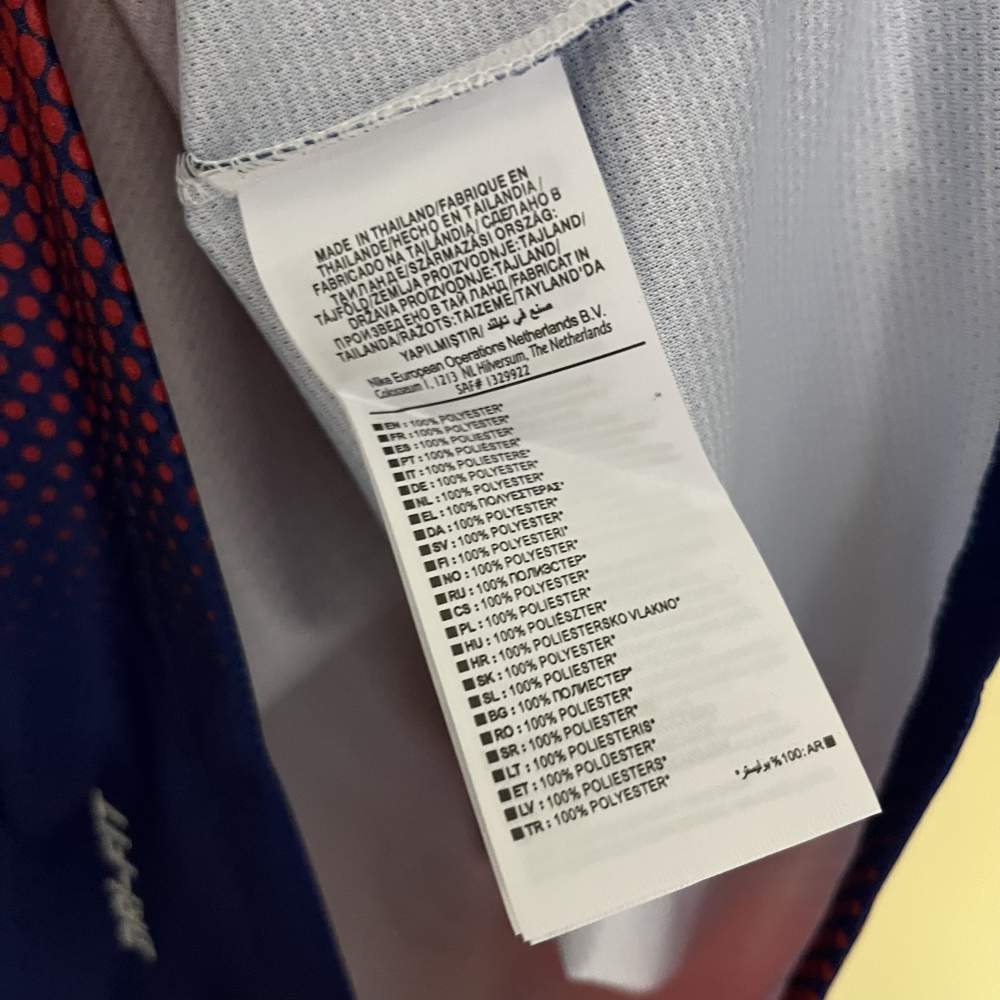 MADE IN THAILAND/FABRIQUE EN
THAILANDE/HECHO EN TAILANDIA/
FABRICADO NA TAILÂNDIA/ СДЕЛАНО В
ТАИЛАНДЕ/SZÁRMAZÁSI ORSZÁG:
TÁJFÖLD/ZEMLJA PROIZVODNJE:TAJLAND/
DRŽAVA PROIZVODNJE:TAJLAND/
ПРОИЗВЕДЕНО В ТАЙ ЛАНД/FABRICAT IN
TAILANDA/RAŽOTS:TAIZEME/TAYLAND'DA
YAPILMIŞTIR/ صنع في تايلاند
Nike European Operations Netherlands B.V.
Colosseum 1, 1213 NL Hilversum, The Netherlands
SAF# 1329922
EN : 100% POLYESTER*
FR : 100% POLYESTER*
ES : 100% POLIÉSTER*
PT : 100% POLIÉSTER*
IT : 100% POLIESTERE*
DE : 100% POLYESTER*
NL : 100% POLYESTER*
EL : 100% ΠΟΛΥΕΣΤΕΡΑΣ*
DA : 100% POLYESTER*
SV : 100% POLYESTER*
FI : 100% POLYESTERI*
NO : 100% POLYESTER*
RU : 100% ПОЛИЭСТЕР*
CS : 100% POLYESTER*
PL : 100% POLIESTER*
HU : 100% POLIÉSZTER*
HR : 100% POLIESTERSKO VLAKNO*
SK : 100% POLYESTER*
SL : 100% POLIESTER*
BG : 100% ПОЛИЕСТЕР*
RO : 100% POLIESTER*
SR : 100% POLIESTER*
LT : 100% POLIESTERIS*
ET : 100% POLÜESTER*
LV : 100% POLIESTERS*
TR : 100% POLYESTER*
AR :100% بوليستر*
DRI-FIT